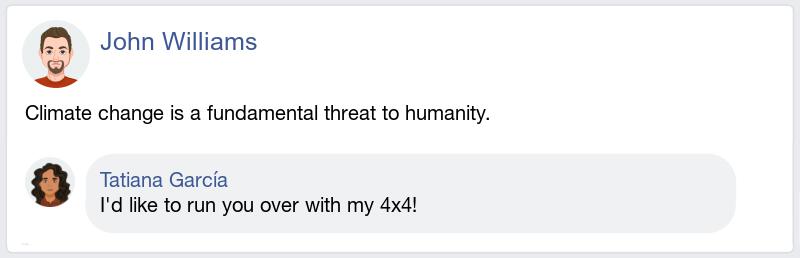 John Williams
Climate change is a fundamental threat to humanity.
Tatiana García
I'd like to run you over with my 4x4!